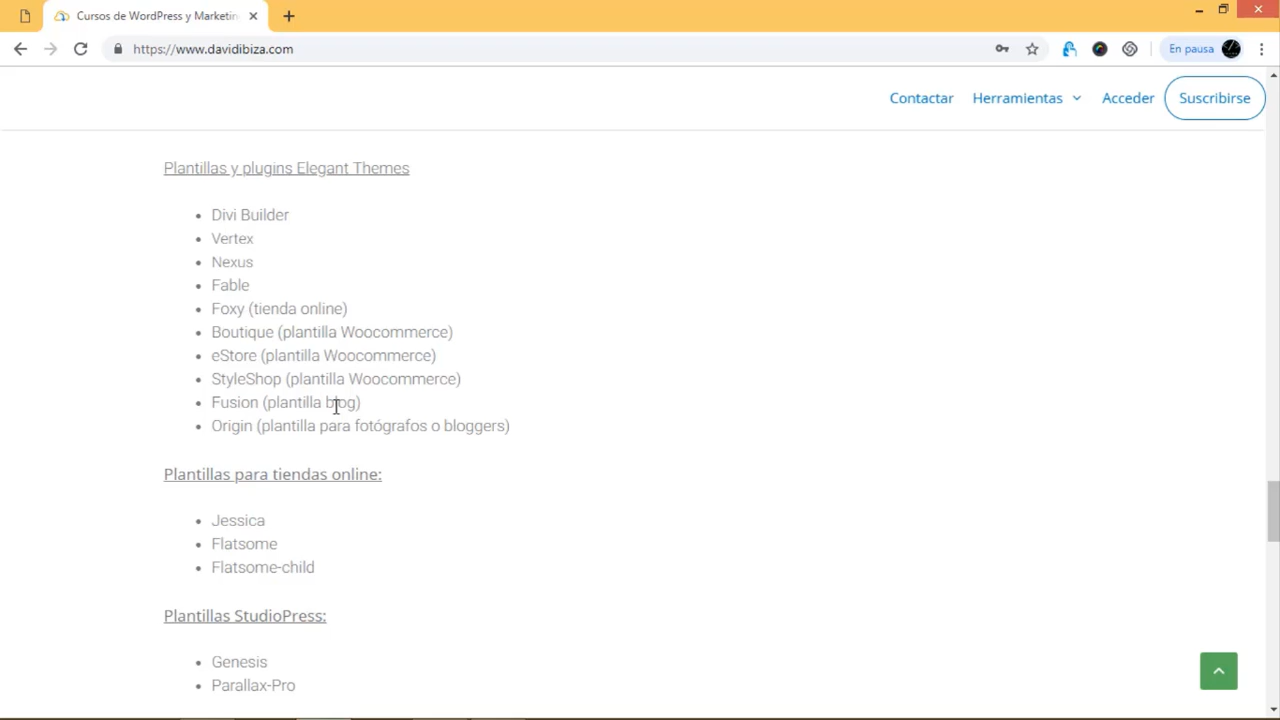 Cursos de WordPress y Marketin
https://www.davidibiza.com
En pausa
Contactar Herramientas Acceder Suscribirse
Plantillas y plugins Elegant Themes
Divi Builder
Vertex
Nexus
Fable
Foxy (tienda online)
Boutique (plantilla Woocommerce)
eStore (plantilla Woocommerce)
StyleShop (plantilla Woocommerce)
Fusion (plantilla blog)
Origin (plantilla para fotógrafos o bloggers)
Plantillas para tiendas online:
Jessica
Flatsome
Flatsome-child
Plantillas StudioPress:
Genesis
Parallax-Pro